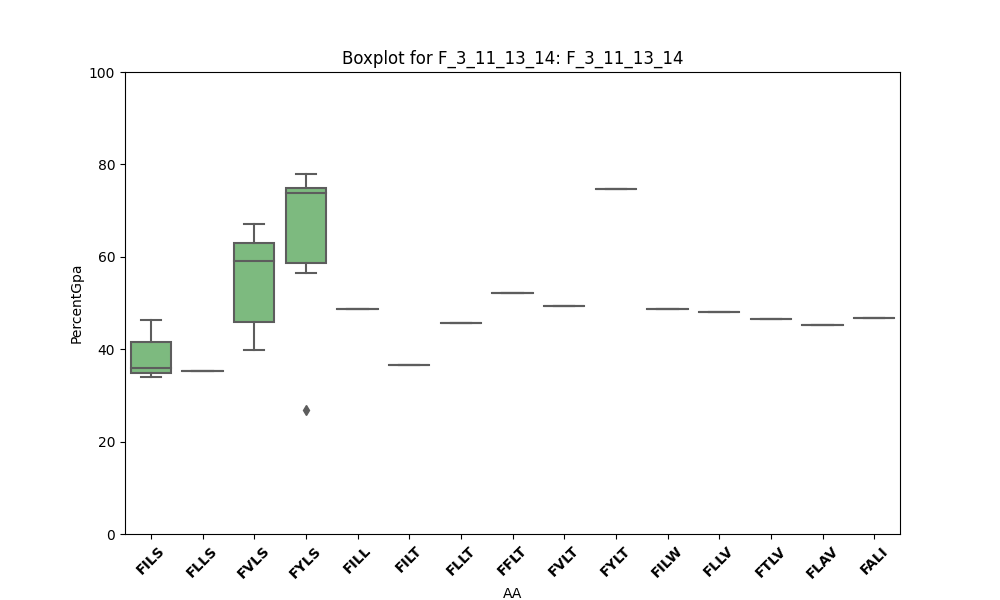 Boxplot for F_3_11_13_14: F_3_11_13_14
PercentGpa
100
80
60
40
20
0
FILS FLLS FVLS FYLS FILL FILT FLLT FFLT FVLT FYLT FILW FLLV FTLV FLAV FALI
AA